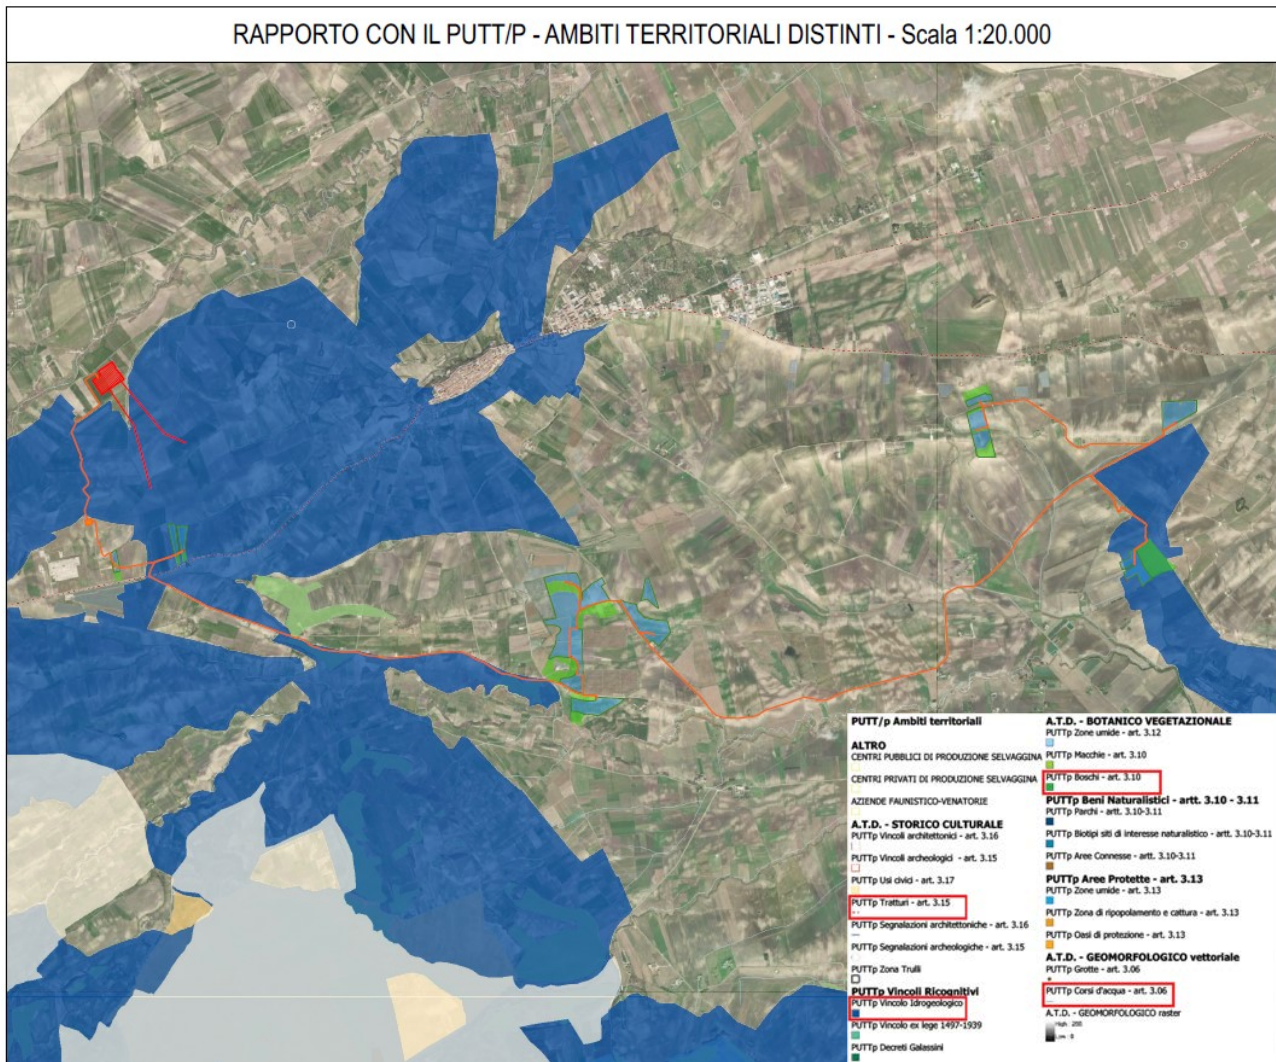 RAPPORTO CON IL PUTT/P - AMBITI TERRITORIALI DISTINTI - Scala 1:20.000
PUTT/p Ambiti territoriali
ALTRO
CENTRI PUBBLICI DI PRODUZIONE SELVAGGINA
CENTRI PRIVATI DI PRODUZIONE SELVAGGINA
AZIENDE FAUNISTICO-VENATORIE
A.T.D. - STORICO CULTURALE
PUTTp Vincoli architettonici - art. 3.16
PUTTp Vincoli archeologici - art. 3.15
PUTTp Usi civici - art. 3.17
PUTTp Tratturi - art. 3.15
PUTTp Segnalazioni architettoniche - art. 3.16
PUTTp Segnalazioni archeologiche - art. 3.15
PUTTp Zona Trulli
PUTTp Vincoli Ricognitivi
PUTTp Vincolo Idrogeologico
PUTTp Vincolo ex lege 1497-1939
PUTTp Decreti Galassini
A.T.D. - BOTANICO VEGETAZIONALE
PUTTp Zone umide - art. 3.12
PUTTp Macchie - art. 3.10
PUTTp Boschi - art. 3.10
PUTTp Beni Naturalistici - artt. 3.10 - 3.11
PUTTp Parchi - artt. 3.10-3.11
PUTTp Biotipi siti di interesse naturalistico - artt. 3.10-3.11
PUTTp Aree Connesse - artt. 3.10-3.11
PUTTp Aree Protette - art. 3.13
PUTTp Zone umide - art. 3.13
PUTTp Zona di ripopolamento e cattura - art. 3.13
PUTTp Oasi di protezione - art. 3.13
A.T.D. - GEOMORFOLOGICO vettoriale
PUTTp Grotte - art. 3.06
PUTTp Corsi d'acqua - art. 3.06
A.T.D. - GEOMORFOLOGICO raster
High : 255
Low : 0